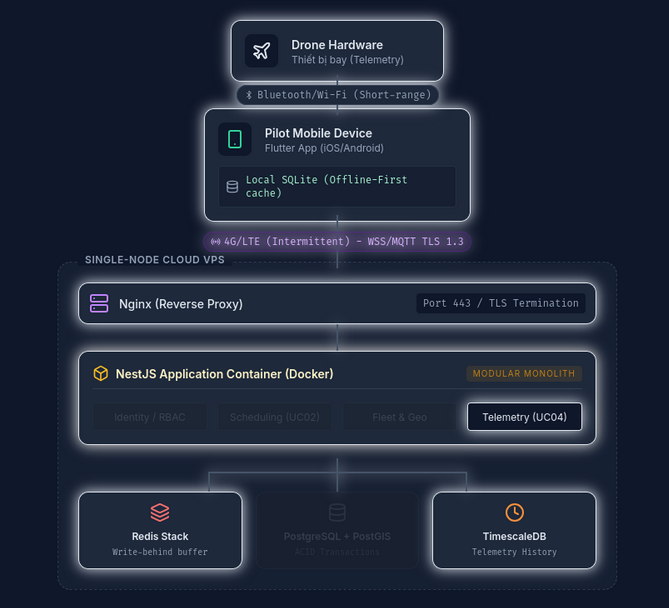 Drone Hardware
Thiết bị bay (Telemetry)
Bluetooth/Wi-Fi (Short-range)
Pilot Mobile Device
Flutter App (iOS/Android)
Local SQLite (Offline-First
cache)
4G/LTE (Intermittent) - WSS/MQTT TLS 1.3
SINGLE-NODE CLOUD VPS
Nginx (Reverse Proxy)
Port 443 / TLS Termination
NestJS Application Container (Docker)
MODULAR MONOLITH
Identity / RBAC
Scheduling (UC02)
Fleet & Geo
Telemetry (UC04)
Redis Stack
Write-behind buffer
PostgreSQL + PostGIS
ACID Transactions
TimescaleDB
Telemetry History